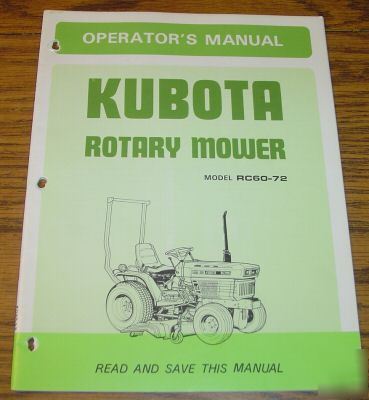 OPERATOR'S MANUAL
KUBOTA
ROTARY MOWER
MODEL RC60-72
READ AND SAVE THIS MANUAL